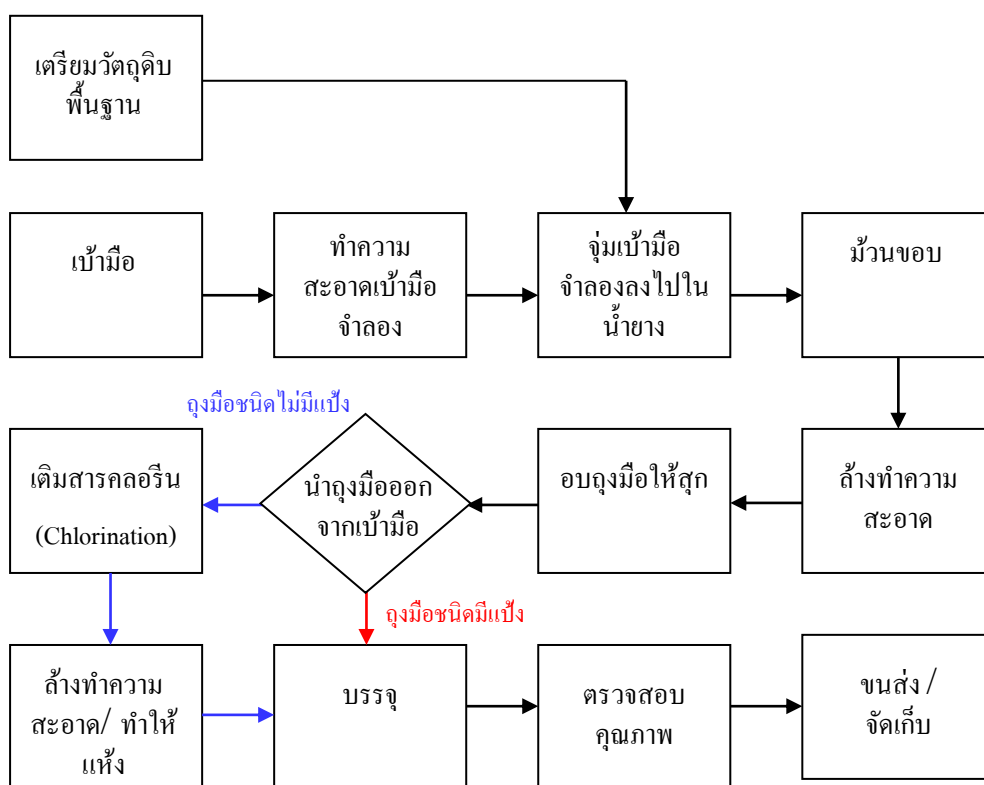 เตรียมวัตถุดิบ
พื้นฐาน
เบ้ามือ
ทำความ
สะอาดเบ้ามือ
จำลอง
จุ่มเบ้ามือ
จำลองลงไปใน
น้ำยาง
ม้วนขอบ
ถุงมือชนิดไม่มีแป้ง
เติมสารคลอรีน
(Chlorination)
นำถุงมือออก
จากเบ้ามือ
อบถุงมือให้สุก
ล้างทำความ
สะอาด
ถุงมือชนิดมีแป้ง
ล้างทำความ
สะอาด/ ทำให้
แห้ง
บรรจุ
ตรวจสอบ
คุณภาพ
ขนส่ง /
จัดเก็บ